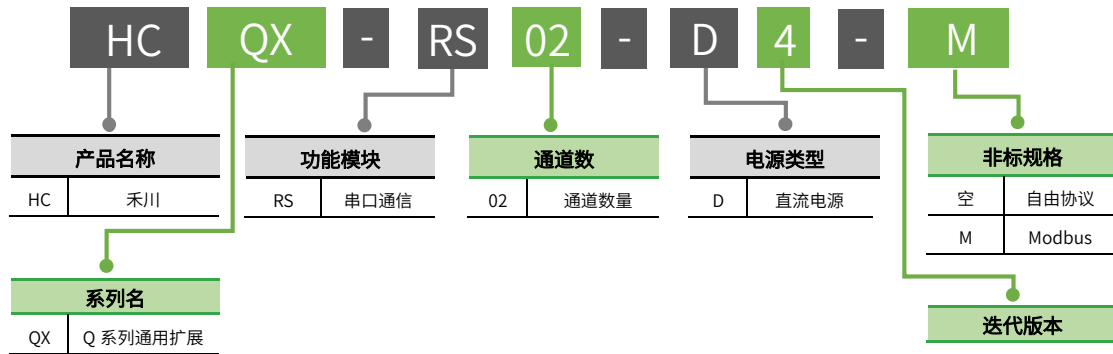 HC QX - RS 02 - D 4 - M
产品名称
HC 禾川
功能模块
RS 串口通信
通道数
02 通道数量
电源类型
D 直流电源
非标规格
空 自由协议
M Modbus
系列名
QX Q 系列通用扩展
迭代版本